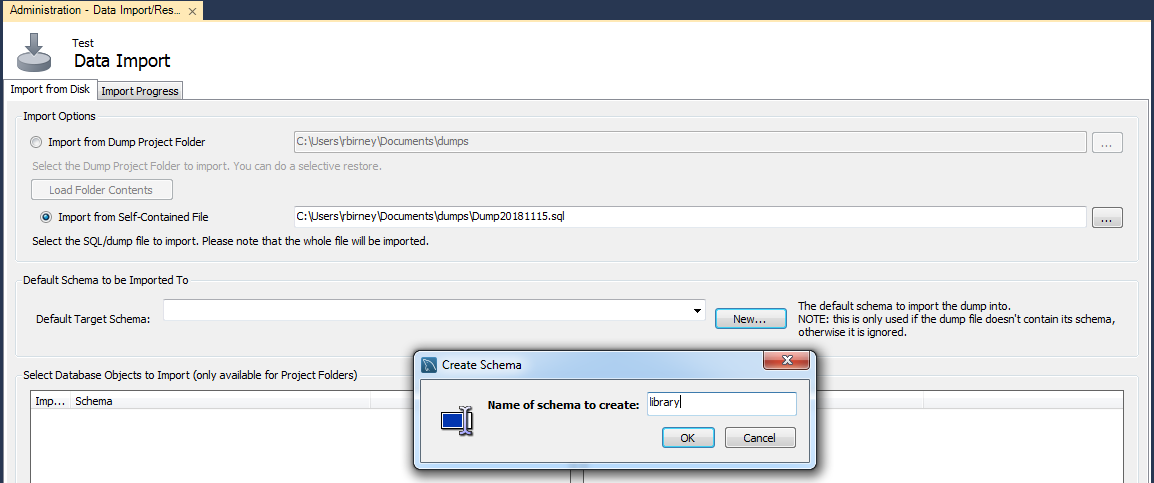 Administration - Data Import/Res...
Test
Data Import
Import from Disk
Import Progress
Import Options
Import from Dump Project Folder
C:\Users\rbirney\Documents\dumps
...
Select the Dump Project Folder to import. You can do a selective restore.
Load Folder Contents
Import from Self-Contained File
C:\Users\rbirney\Documents\dumps\Dump20181115.sql
...
Select the SQL/dump file to import. Please note that the whole file will be imported.
Default Schema to be Imported To
Default Target Schema:
New...
The default schema to import the dump into.
NOTE: this is only used if the dump file doesn't contain its schema,
otherwise it is ignored.
Create Schema
Select Database Objects to Import (only available for Project Folders)
Imp... Schema
Name of schema to create:
library
OK
Cancel